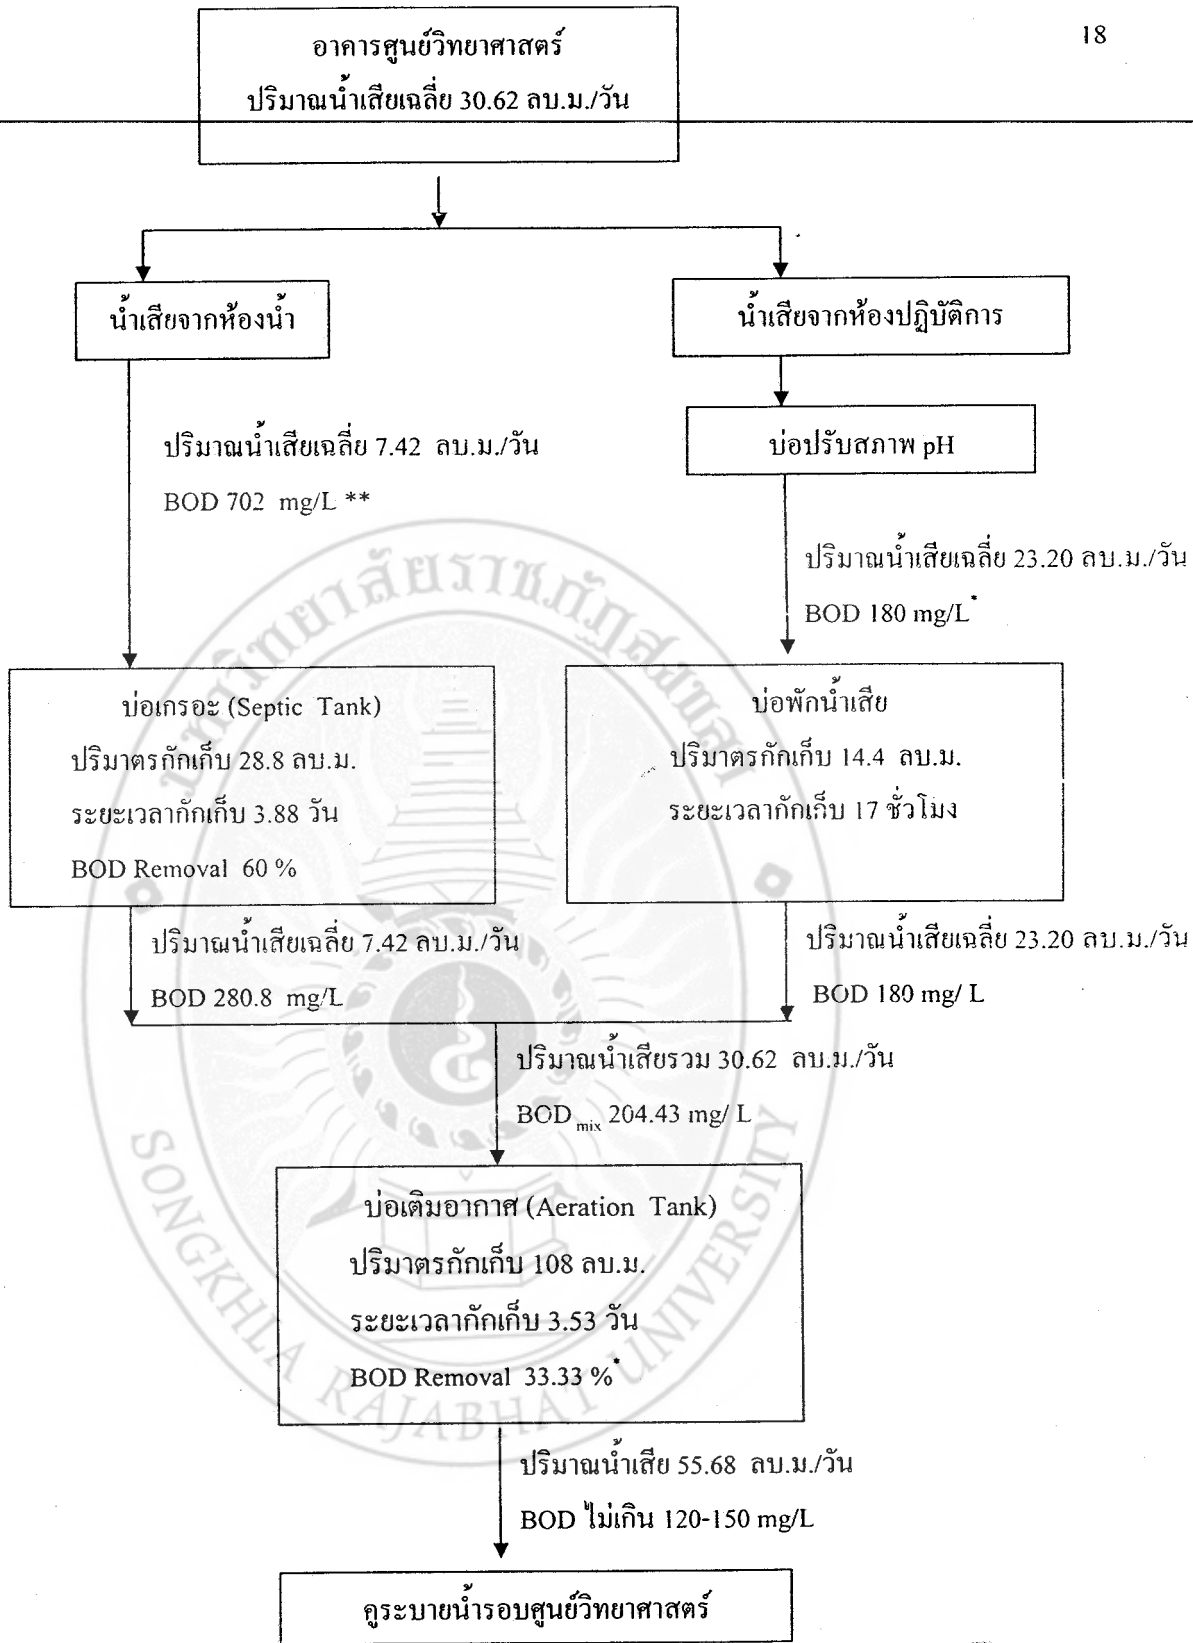 18
อาคารศูนย์วิทยาศาสตร์
ปริมาณน้ำเสียเฉลี่ย 30.62 ลบ.ม./วัน
น้ำเสียจากห้องน้ำ
น้ำเสียจากห้องปฏิบัติการ
บ่อปรับสภาพ pH
ปริมาณน้ำเสียเฉลี่ย 7.42 ลบ.ม./วัน
BOD 702 mg/L **
ปริมาณน้ำเสียเฉลี่ย 23.20 ลบ.ม./วัน
BOD 180 mg/L*
บ่อเกรอะ (Septic Tank)
ปริมาตรกักเก็บ 28.8 ลบ.ม.
ระยะเวลากักเก็บ 3.88 วัน
BOD Removal 60 %
บ่อพักน้ำเสีย
ปริมาตรกักเก็บ 14.4 ลบ.ม.
ระยะเวลากักเก็บ 17 ชั่วโมง
ปริมาณน้ำเสียเฉลี่ย 7.42 ลบ.ม./วัน
BOD 280.8 mg/L
ปริมาณน้ำเสียเฉลี่ย 23.20 ลบ.ม./วัน
BOD 180 mg/ L
ปริมาณน้ำเสียรวม 30.62 ลบ.ม./วัน
BOD mix 204.43 mg/ L
บ่อเติมอากาศ (Aeration Tank)
ปริมาตรกักเก็บ 108 ลบ.ม.
ระยะเวลากักเก็บ 3.53 วัน
BOD Removal 33.33 %*
ปริมาณน้ำเสีย 55.68 ลบ.ม./วัน
BOD ไม่เกิน 120-150 mg/L
คูระบายน้ำรอบศูนย์วิทยาศาสตร์
มหาวิทยาลัยราชภัฏสงขลา
SONGKHLA RAJABHAT UNIVERSITY